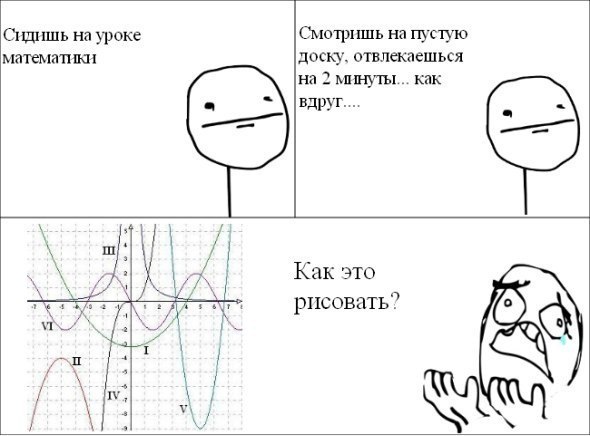 Сидишь на уроке
математики
Смотришь на пустую
доску, отвлекаешься
на 2 минуты... как
вдруг....
III
VI
I
II
IV
V
Как это
рисовать?